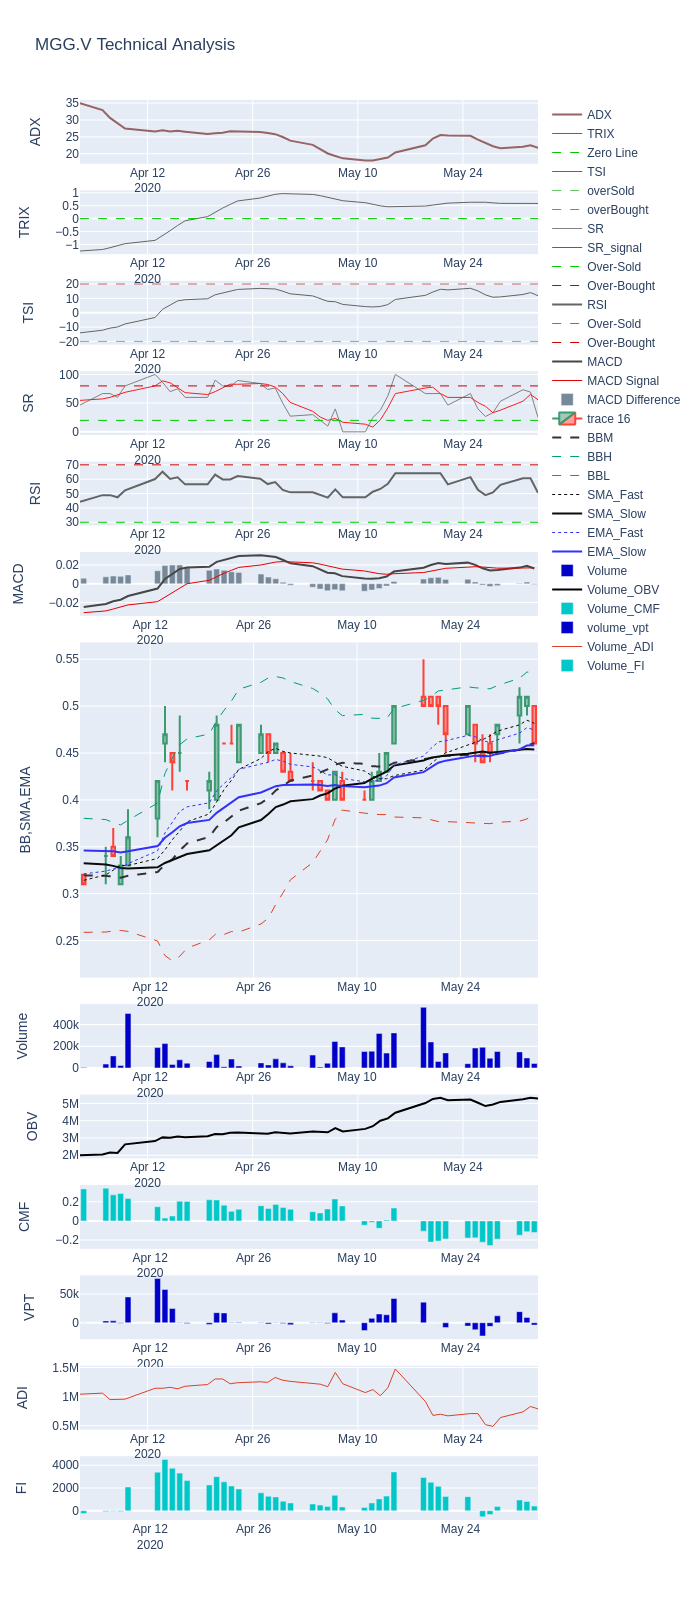 MGG.V Technical Analysis
ADX
35
30
25
20
Apr 12
2020
Apr 26
May 10
May 24
TRIX
1
0.5
0
−0.5
−1
Apr 12
2020
Apr 26
May 10
May 24
TSI
20
10
0
−10
−20
Apr 12
2020
Apr 26
May 10
May 24
SR
100
50
0
Apr 12
2020
Apr 26
May 10
May 24
RSI
70
60
50
40
30
Apr 12
2020
Apr 26
May 10
May 24
MACD
0.02
0
−0.02
Apr 12
2020
Apr 26
May 10
May 24
BB,SMA,EMA
0.55
0.5
0.45
0.4
0.35
0.3
0.25
Apr 12
2020
Apr 26
May 10
May 24
Volume
400k
200k
0
Apr 12
2020
Apr 26
May 10
May 24
OBV
5M
4M
3M
2M
Apr 12
2020
Apr 26
May 10
May 24
CMF
0.2
0
−0.2
Apr 12
2020
Apr 26
May 10
May 24
VPT
50k
0
Apr 12
2020
Apr 26
May 10
May 24
ADI
1.5M
1M
0.5M
Apr 12
2020
Apr 26
May 10
May 24
FI
4000
2000
0
Apr 12
2020
Apr 26
May 10
May 24
ADX
TRIX
Zero Line
TSI
overSold
overBought
SR
SR_signal
Over-Sold
Over-Bought
RSI
Over-Sold
Over-Bought
MACD
MACD Signal
MACD Difference
trace 16
BBM
BBH
BBL
SMA_Fast
SMA_Slow
EMA_Fast
EMA_Slow
Volume
Volume_OBV
Volume_CMF
volume_vpt
Volume_ADI
Volume_FI